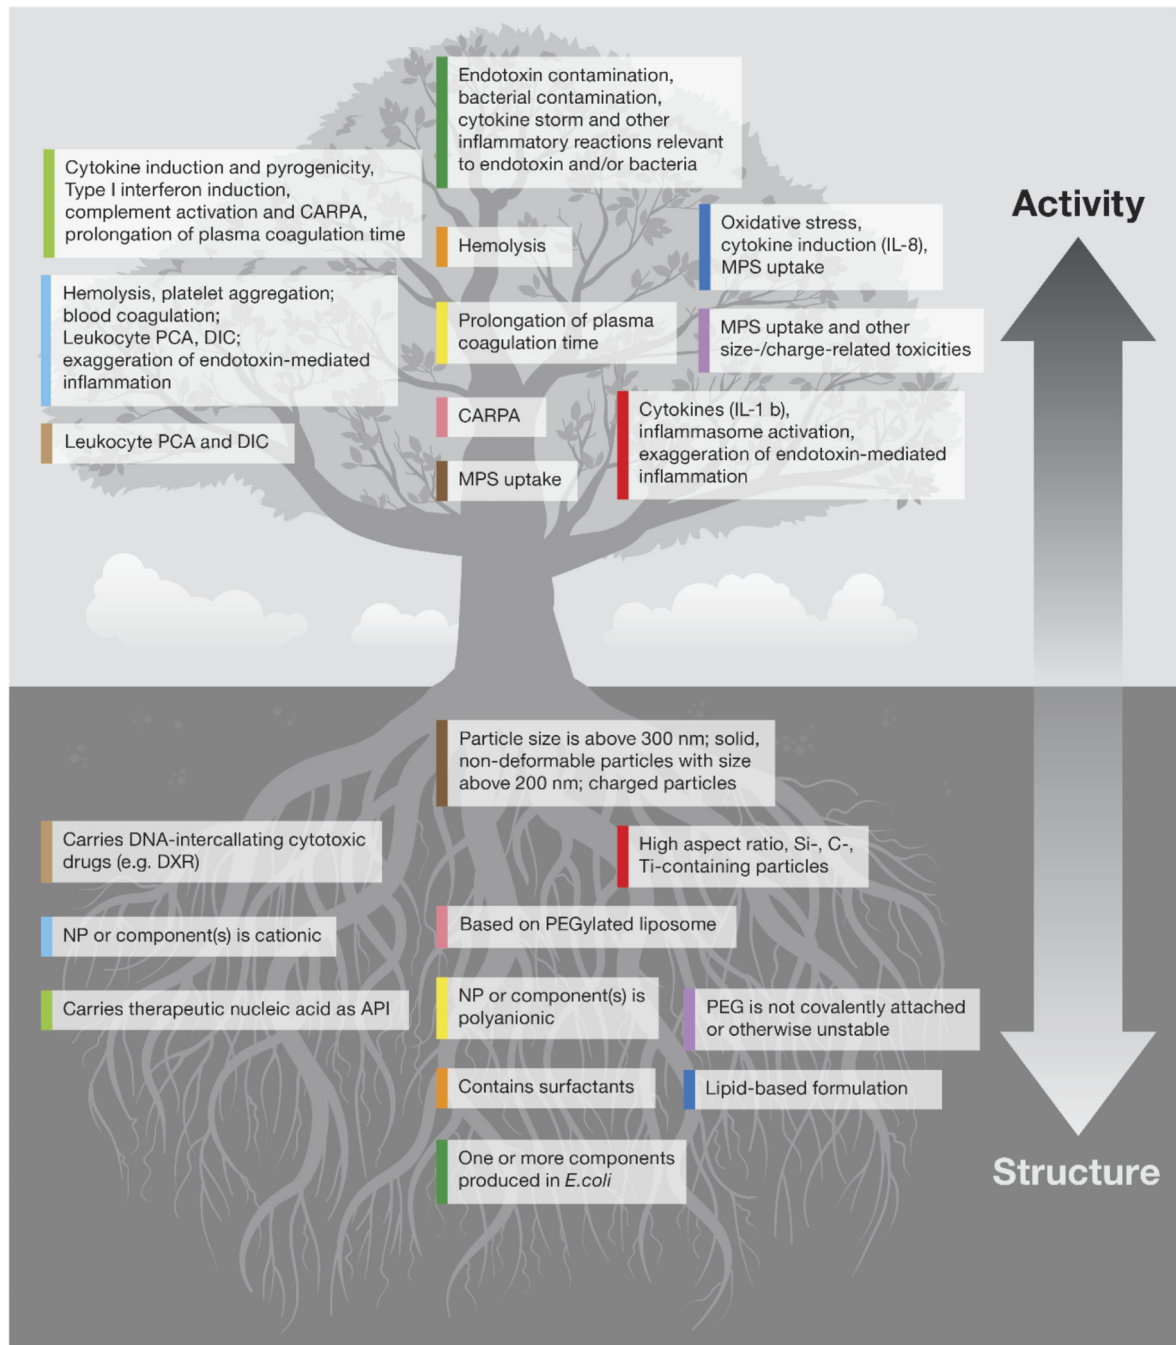 Endotoxin contamination,
bacterial contamination,
cytokine storm and other
inflammatory reactions relevant
to endotoxin and/or bacteria
Cytokine induction and pyrogenicity,
Type I interferon induction,
complement activation and CARPA,
prolongation of plasma coagulation time
Activity
Oxidative stress,
cytokine induction (IL-8),
MPS uptake
Hemolysis
Hemolysis, platelet aggregation;
blood coagulation;
Leukocyte PCA, DIC;
exaggeration of endotoxin-mediated
inflammation
Prolongation of plasma
coagulation time
MPS uptake and other
size-/charge-related toxicities
CARPA
Cytokines (IL-1 b),
inflammasome activation,
exaggeration of endotoxin-mediated
inflammation
Leukocyte PCA and DIC
MPS uptake
Particle size is above 300 nm; solid,
non-deformable particles with size
above 200 nm; charged particles
Carries DNA-intercallating cytotoxic
drugs (e.g. DXR)
High aspect ratio, Si-, C-,
Ti-containing particles
NP or component(s) is cationic
Based on PEGylated liposome
Carries therapeutic nucleic acid as API
NP or component(s) is
polyanionic
PEG is not covalently attached
or otherwise unstable
Contains surfactants
Lipid-based formulation
One or more components
produced in E.coli
Structure